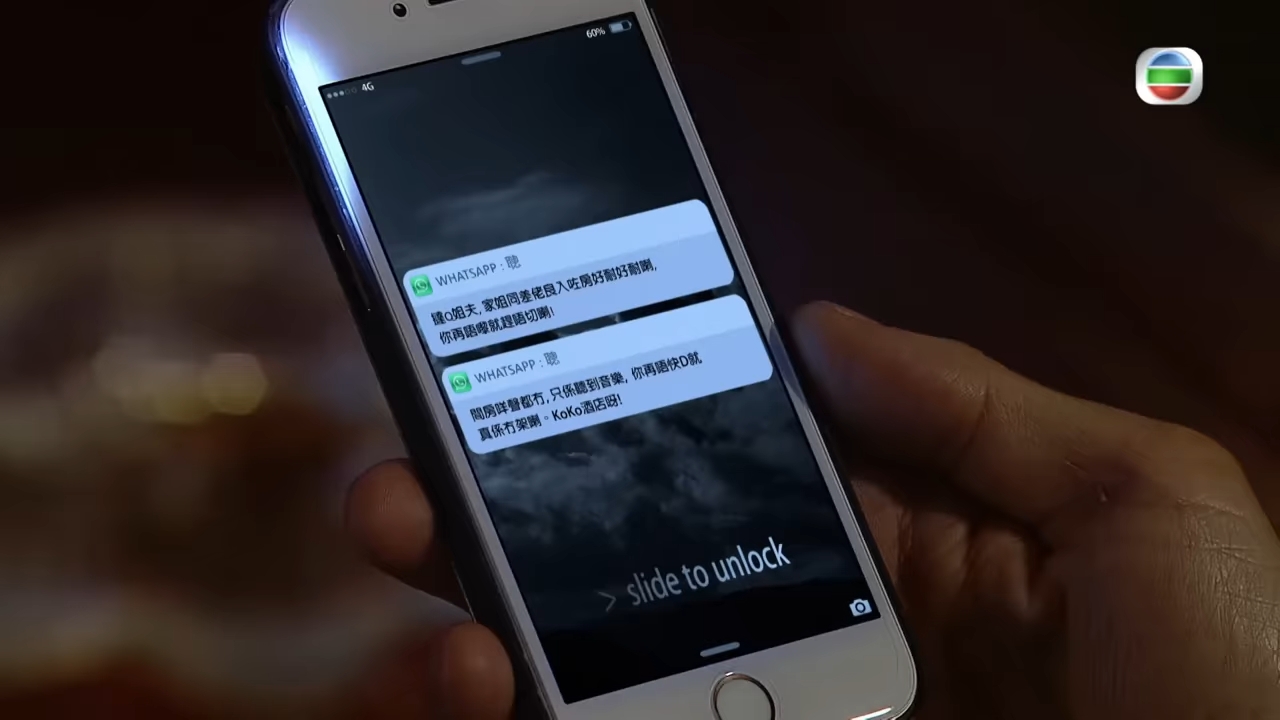 60%
4G
WHATSAPP : 聰
撻Q姐夫, 家姐同差佬良入咗房好耐好耐喇,
你再唔嚟就趕唔切喇!
WHATSAPP : 聰
間房咩聲都冇, 只係聽到音樂, 你再唔快D就
真係冇架喇。KoKo酒店呀!
> slide to unlock